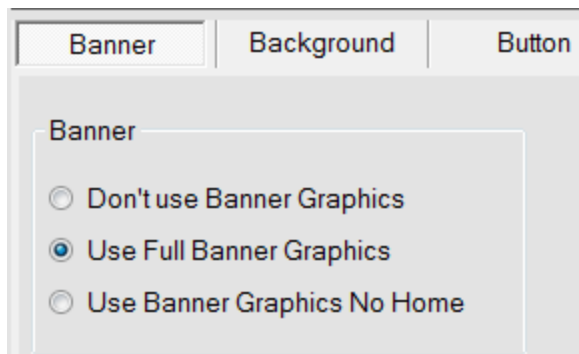 Banner Background Button
Banner
Don't use Banner Graphics
Use Full Banner Graphics
Use Banner Graphics No Home